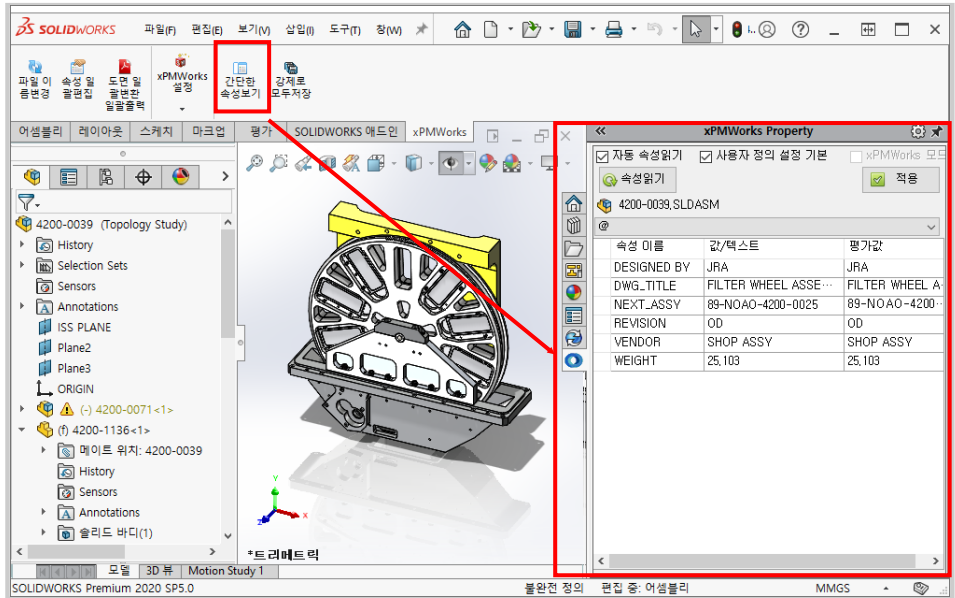 SOLIDWORKS 파일(F) 편집(E) 보기(V) 삽입(I) 도구(T) 창(W)
파일 이름변경
속성 일괄편집
도면 일괄변환 일괄출력
xPMWorks 설정
간단한 속성보기
강제로 모두저장
어셈블리 레이아웃 스케치 마크업 평가 SOLIDWORKS 애드인 xPMWorks
4200-0039 (Topology Study)
History
Selection Sets
Sensors
Annotations
ISS PLANE
Plane2
Plane3
ORIGIN
(-) 4200-0071<1>
(f) 4200-1136<1>
메이트 위치: 4200-0039
History
Sensors
Annotations
솔리드 바디(1)
Y
X
Z
*트리메트릭
xPMWorks Property
자동 속성읽기 사용자 정의 설정 기본 xPMWorks 모드
속성읽기 적용
4200-0039.SLDASM
@
속성 이름 값/텍스트 평가값
DESIGNED BY JRA JRA
DWG_TITLE FILTER WHEEL ASSE··· FILTER WHEEL A·
NEXT_ASSY 89-NOAO-4200-0025 89-NOAO-4200··
REVISION OD OD
VENDOR SHOP ASSY SHOP ASSY
WEIGHT 25,103 25,103
모델 3D 뷰 Motion Study 1
SOLIDWORKS Premium 2020 SP5.0 불완전 정의 편집 중: 어셈블리 MMGS